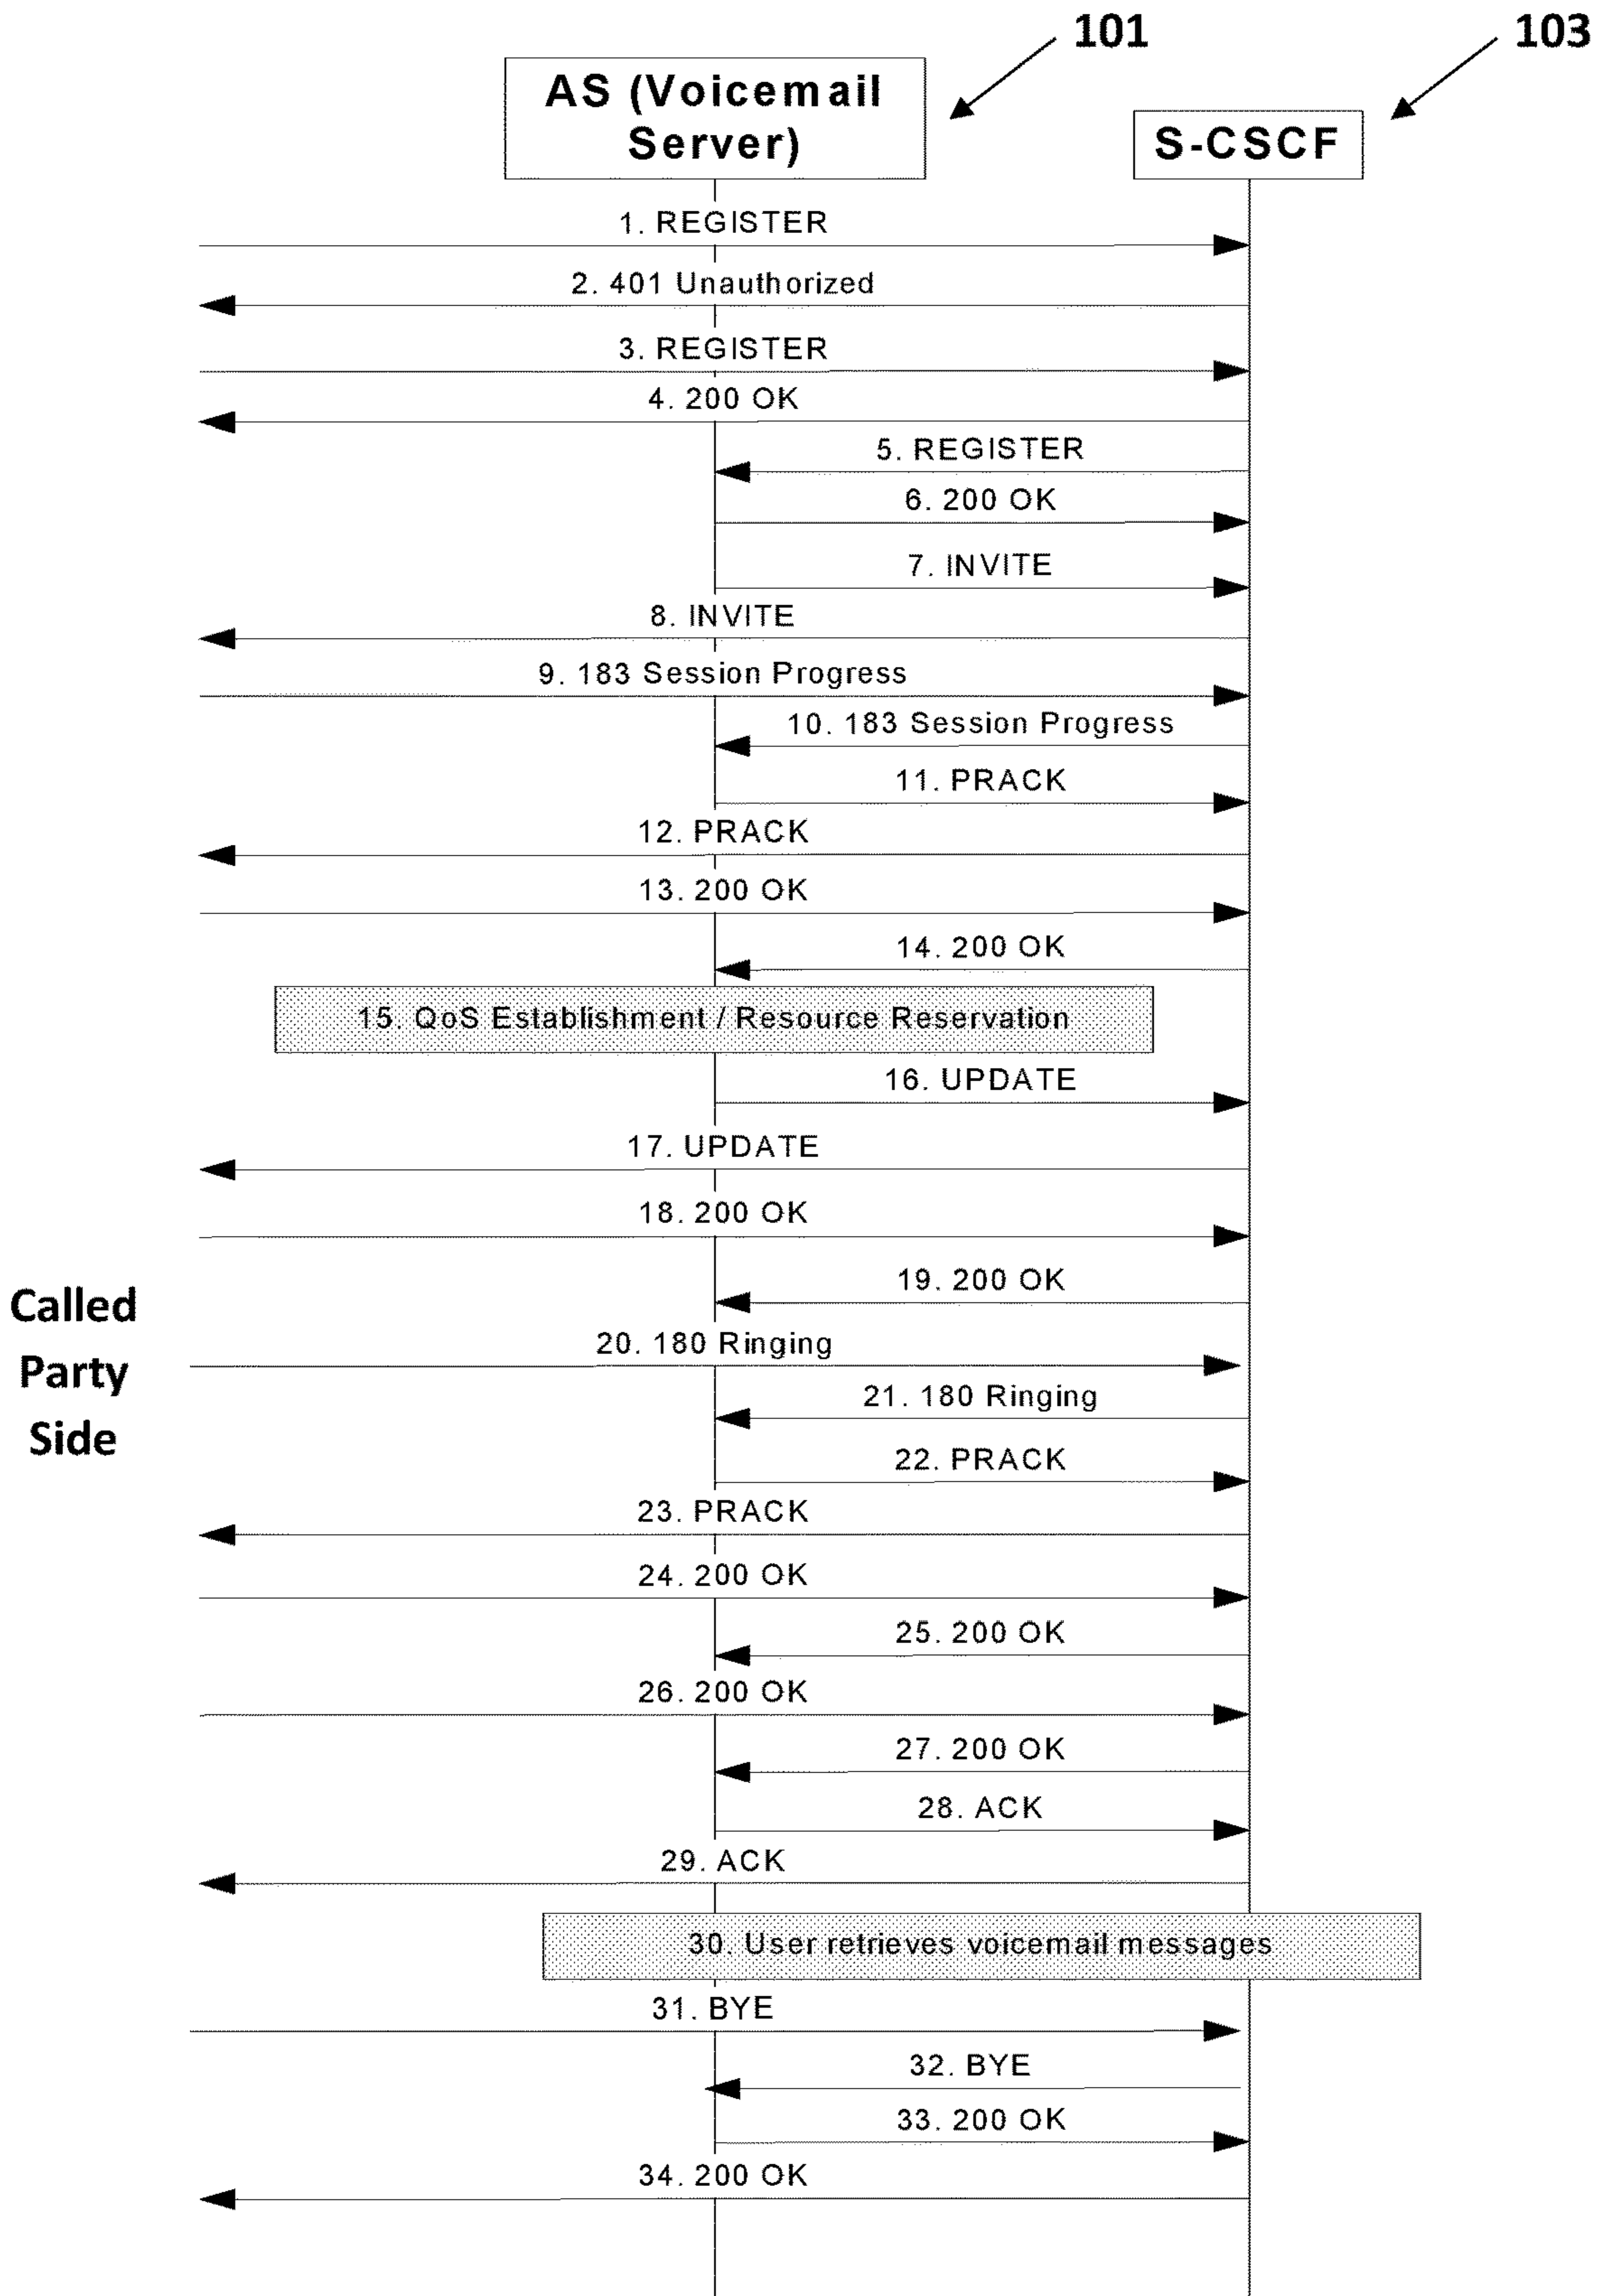 101
103
AS (Voicemail
Server)
S-CSCF
1. REGISTER
2. 401 Unauthorized
3. REGISTER
4. 200 OK
5. REGISTER
6. 200 OK
7. INVITE
8. INVITE
9. 183 Session Progress
10. 183 Session Progress
11. PRACK
12. PRACK
13. 200 OK
14. 200 OK
15. QoS Establishment / Resource Reservation
16. UPDATE
17. UPDATE
18. 200 OK
19. 200 OK
Called
Party
Side
20. 180 Ringing
21. 180 Ringing
22. PRACK
23. PRACK
24. 200 OK
25. 200 OK
26. 200 OK
27. 200 OK
28. ACK
29. ACK
30. User retrieves voicemail messages
31. BYE
32. BYE
33. 200 OK
34. 200 OK